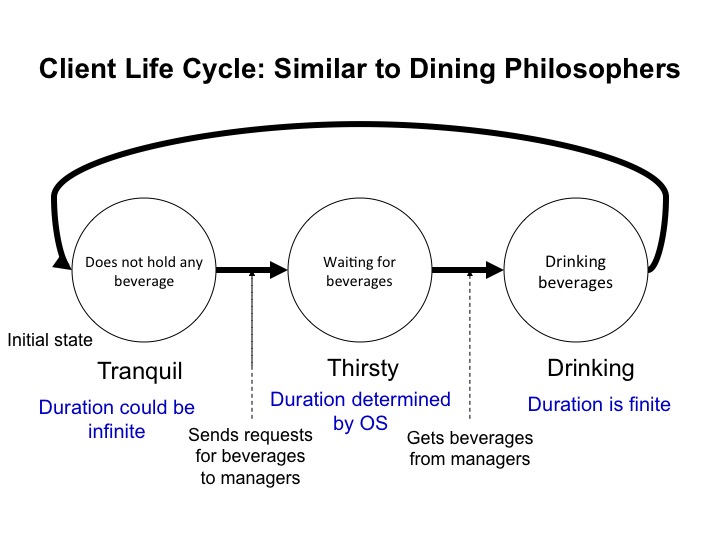 Client Life Cycle: Similar to Dining Philosophers
Does not hold any
beverage
Waiting for
beverages
Drinking
beverages
Initial state
Tranquil
Thirsty
Drinking
Duration could be
infinite
Duration determined
by OS
Duration is finite
Sends requests
for beverages
to managers
Gets beverages
from managers